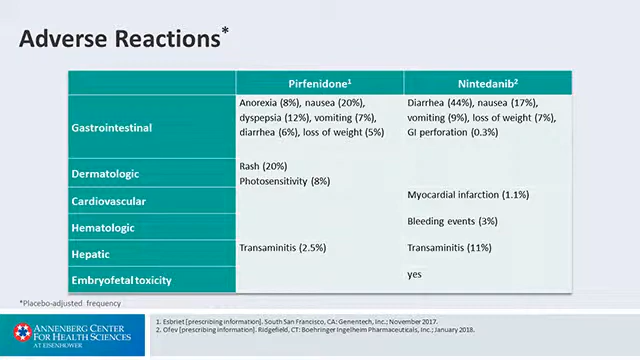 Adverse Reactions*
Pirfenidone1
Nintedanib2
Gastrointestinal
Anorexia (8%), nausea (20%),
dyspepsia (12%), vomiting (7%),
diarrhea (6%), loss of weight (5%)
Diarrhea (44%), nausea (17%),
vomiting (9%), loss of weight (7%),
GI perforation (0.3%)
Dermatologic
Rash (20%)
Photosensitivity (8%)
Cardiovascular
Myocardial infarction (1.1%)
Hematologic
Bleeding events (3%)
Hepatic
Transaminitis (2.5%)
Transaminitis (11%)
Embryofetal toxicity
yes
*Placebo-adjusted frequency
ANNENBERG CENTER
FOR HEALTH SCIENCES
AT EISENHOWER
1. Esbriet [prescribing information]. South San Francisco, CA: Genentech, Inc.; November 2017.
2. Ofev [prescribing information]. Ridgefield, CT: Boehringer Ingelheim Pharmaceuticals, Inc.; January 2018.